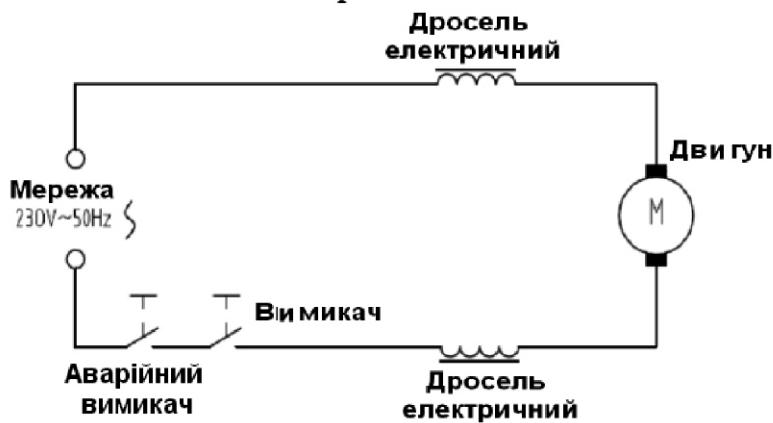 Дросель
електричний
Двигун
Мережа
230V~50Hz
M
Вимикач
Аварійний
вимикач
Дросель
електричний